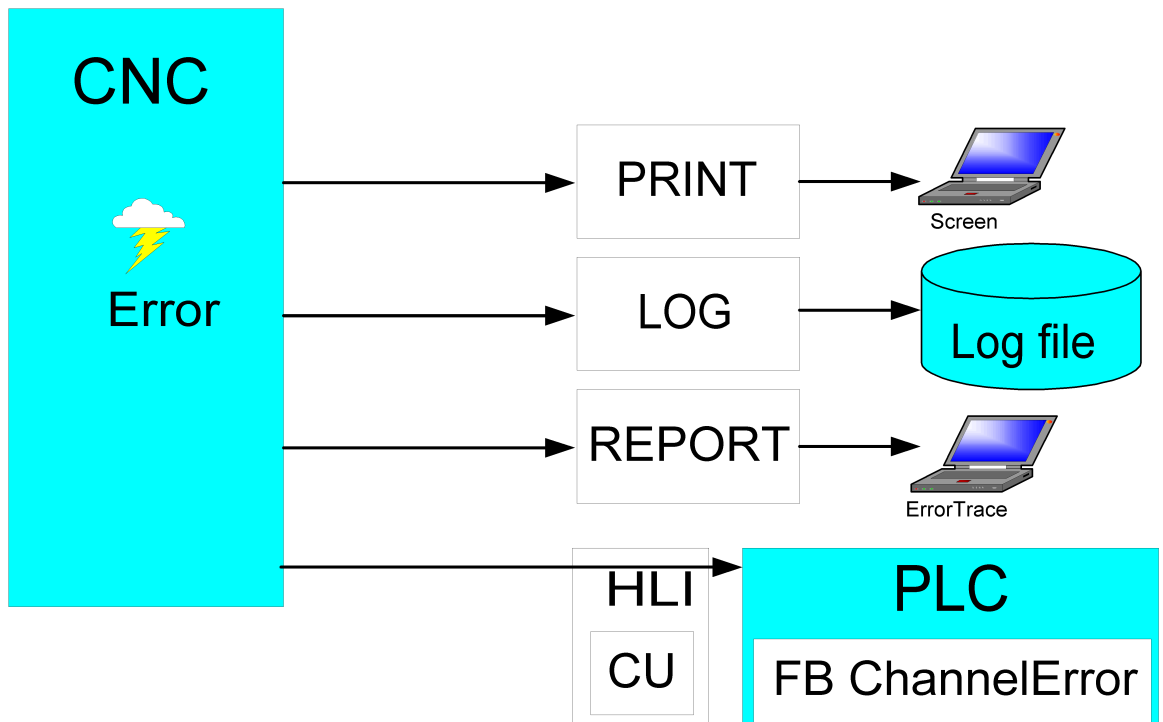 CNC
Error
PRINT
Screen
LOG
Log file
REPORT
ErrorTrace
HLI
CU
PLC
FB ChannelError